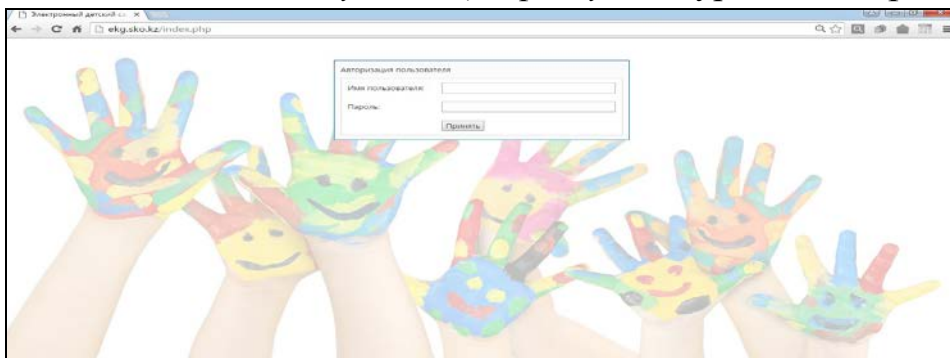 Электронный детский са
ekg.sko.kz/index.php
Авторизация пользователя
Имя пользователя:
Пароль:
Принять